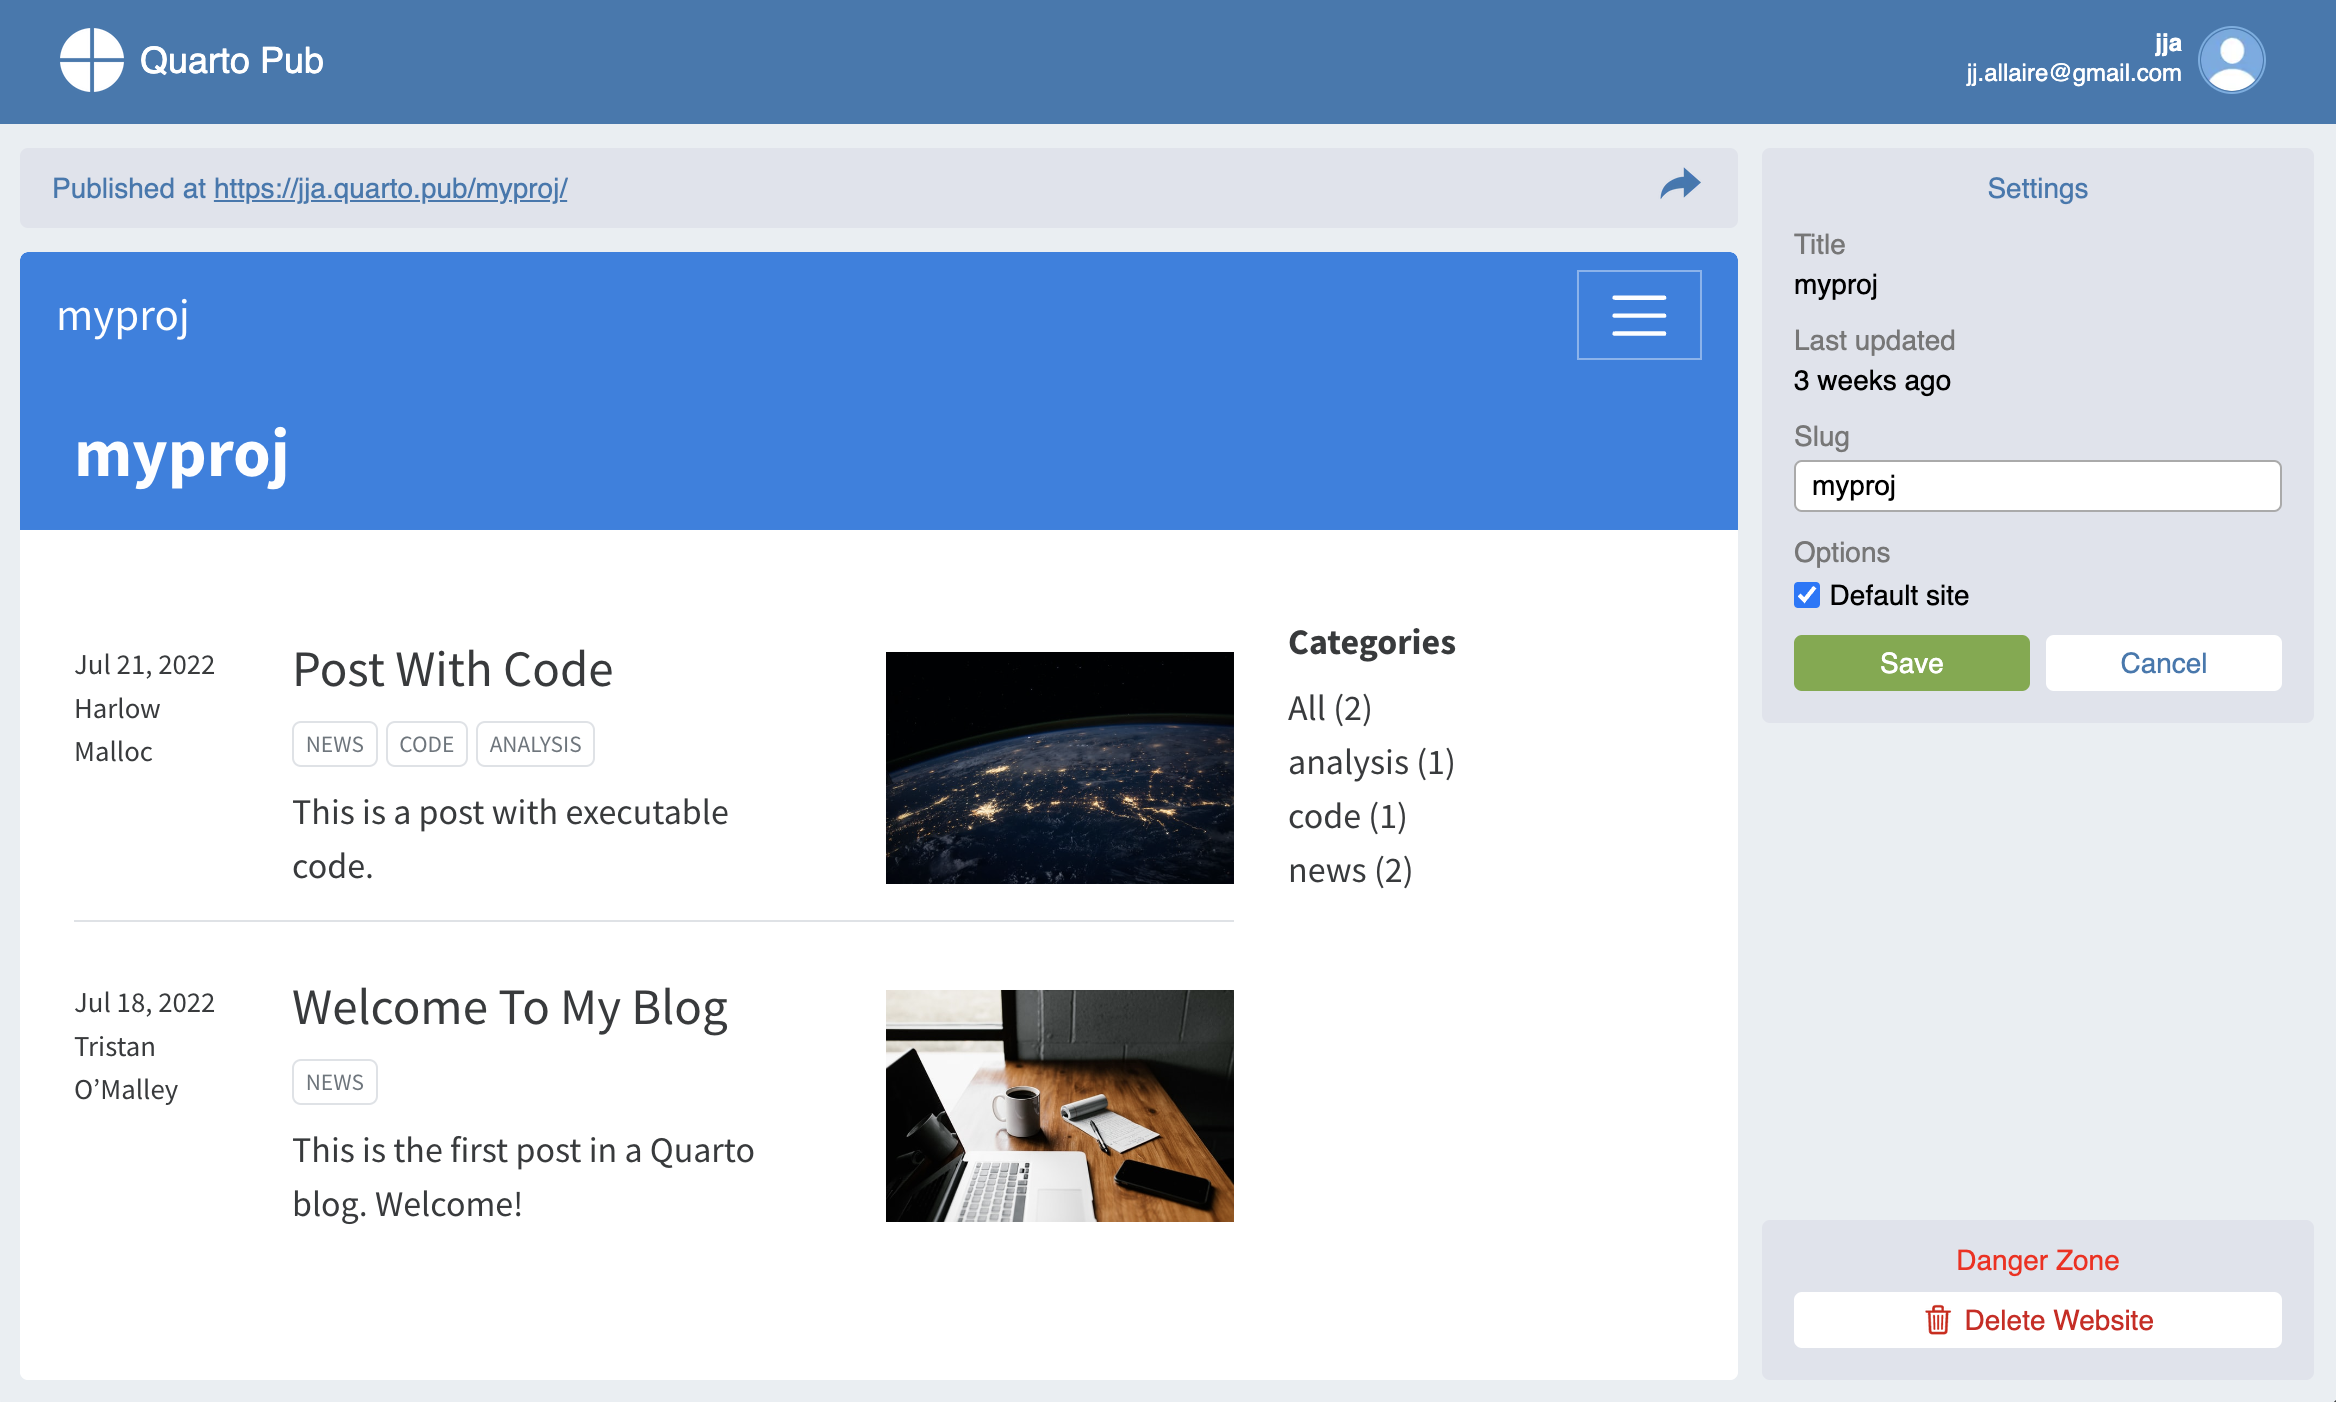 Quarto Pub
jja
jj.allaire@gmail.com
Published at https://jja.quarto.pub/myproj/
myproj
myproj
Jul 21, 2022
Harlow
Malloc
Post With Code
NEWS CODE ANALYSIS
This is a post with executable
code.
Jul 18, 2022
Tristan
O’Malley
Welcome To My Blog
NEWS
This is the first post in a Quarto
blog. Welcome!
Categories
All (2)
analysis (1)
code (1)
news (2)
Settings
Title
myproj
Last updated
3 weeks ago
Slug
myproj
Options
Default site
Save Cancel
Danger Zone
Delete Website